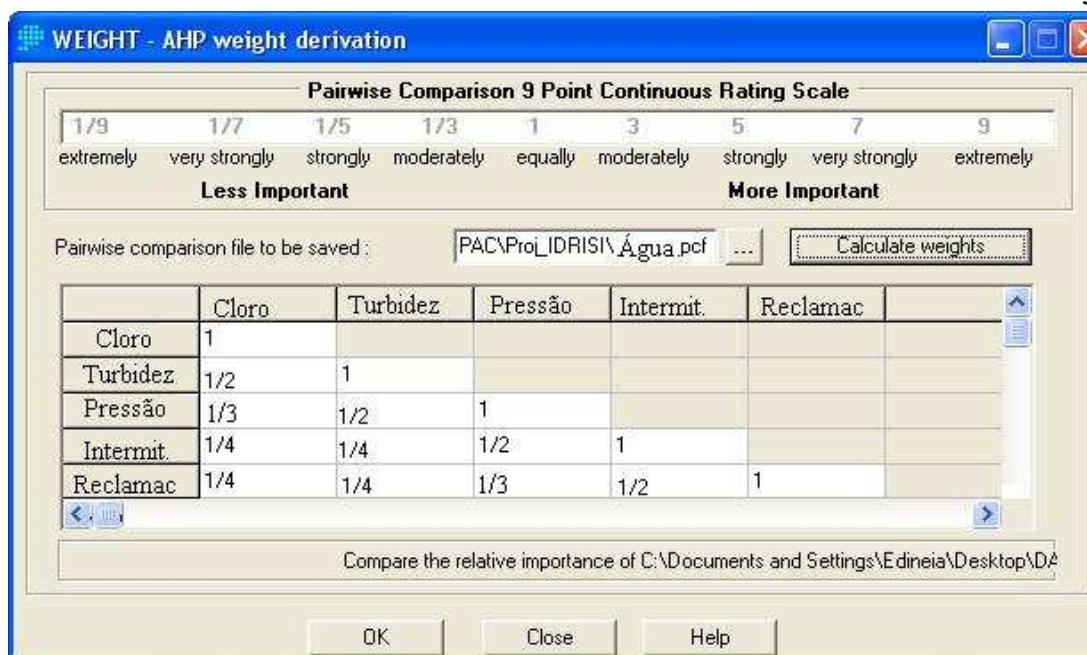 WEIGHT - AHP weight derivation
Pairwise Comparison 9 Point Continuous Rating Scale
1/9 1/7 1/5 1/3 1 3 5 7 9
extremely very strongly strongly moderately equally moderately strongly very strongly extremely
Less Important More Important
Pairwise comparison file to be saved : PAC\Proj_IDRISI\ Água.pcf ... Calculate weights
Cloro Turbidez Pressão Intermit. Reclamac
Cloro 1
Turbidez 1/2 1
Pressão 1/3 1/2 1
Intermit. 1/4 1/4 1/2 1
Reclamac 1/4 1/4 1/3 1/2 1
Compare the relative importance of C:\Documents and Settings\Edineia\Desktop\DA
OK Close Help